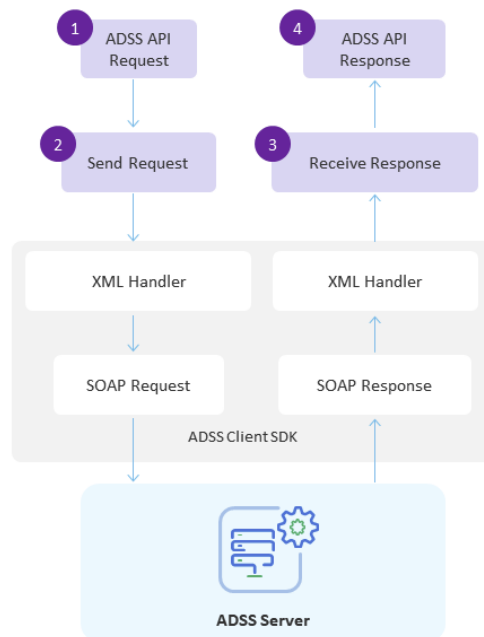 1
ADSS API
Request
4
ADSS API
Response
2
Send Request
3
Receive Response
XML Handler
XML Handler
SOAP Request
SOAP Response
ADSS Client SDK
ADSS Server